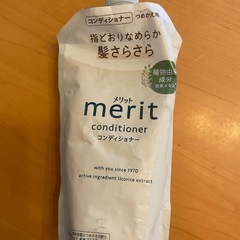 コンディショナー つめかえ用
指どおりなめらか
髪さらさら
植物由来
成分
メリット
merit
conditioner
コンディショナー
with you since 1970
active ingredient licorice extract